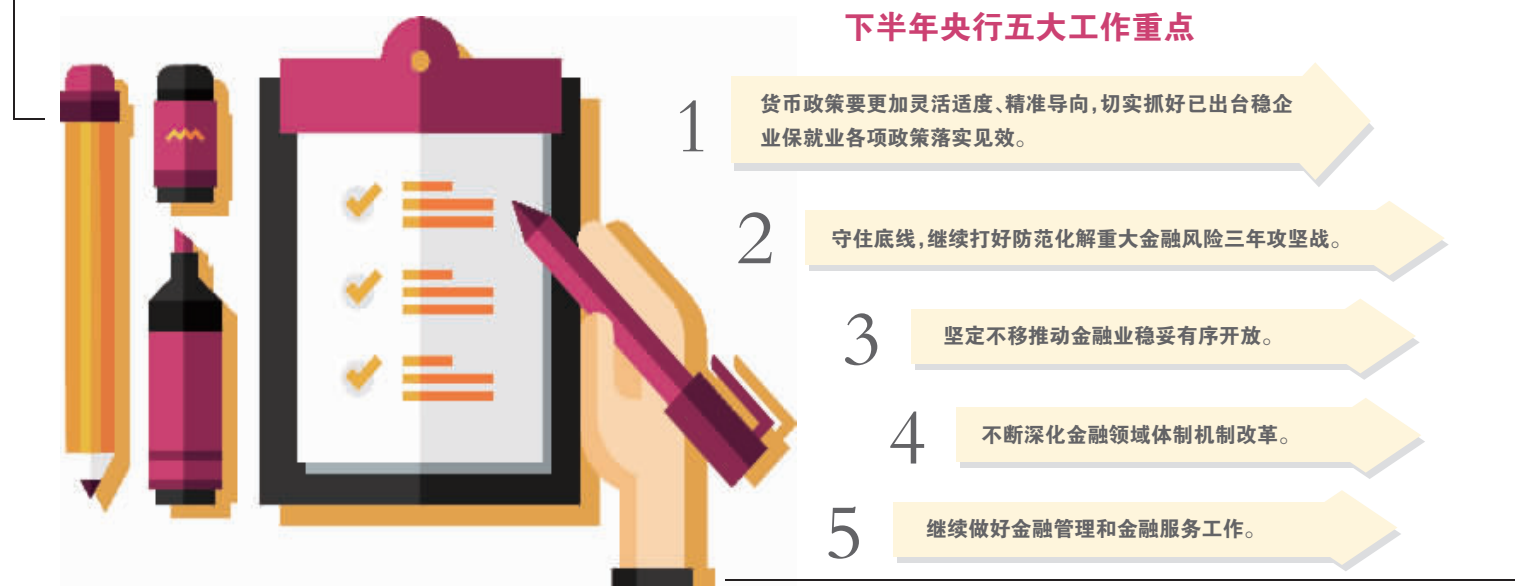 下半年央行五大工作重点
1
货币政策要更加灵活适度、精准导向,切实抓好已出台稳企
业保就业各项政策落实见效。
2
守住底线,继续打好防范化解重大金融风险三年攻坚战。
3
坚定不移推动金融业稳妥有序开放。
4
不断深化金融领域体制机制改革。
5
继续做好金融管理和金融服务工作。